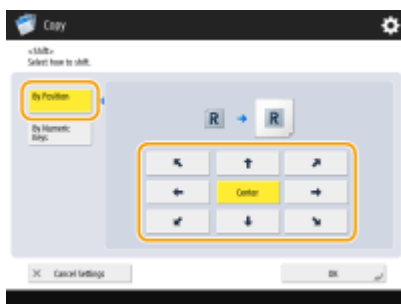 Copy
<Shift>
Select how to shift.
By Position
By Numeric
Keys
R
R
Center
Cancel Settings
OK